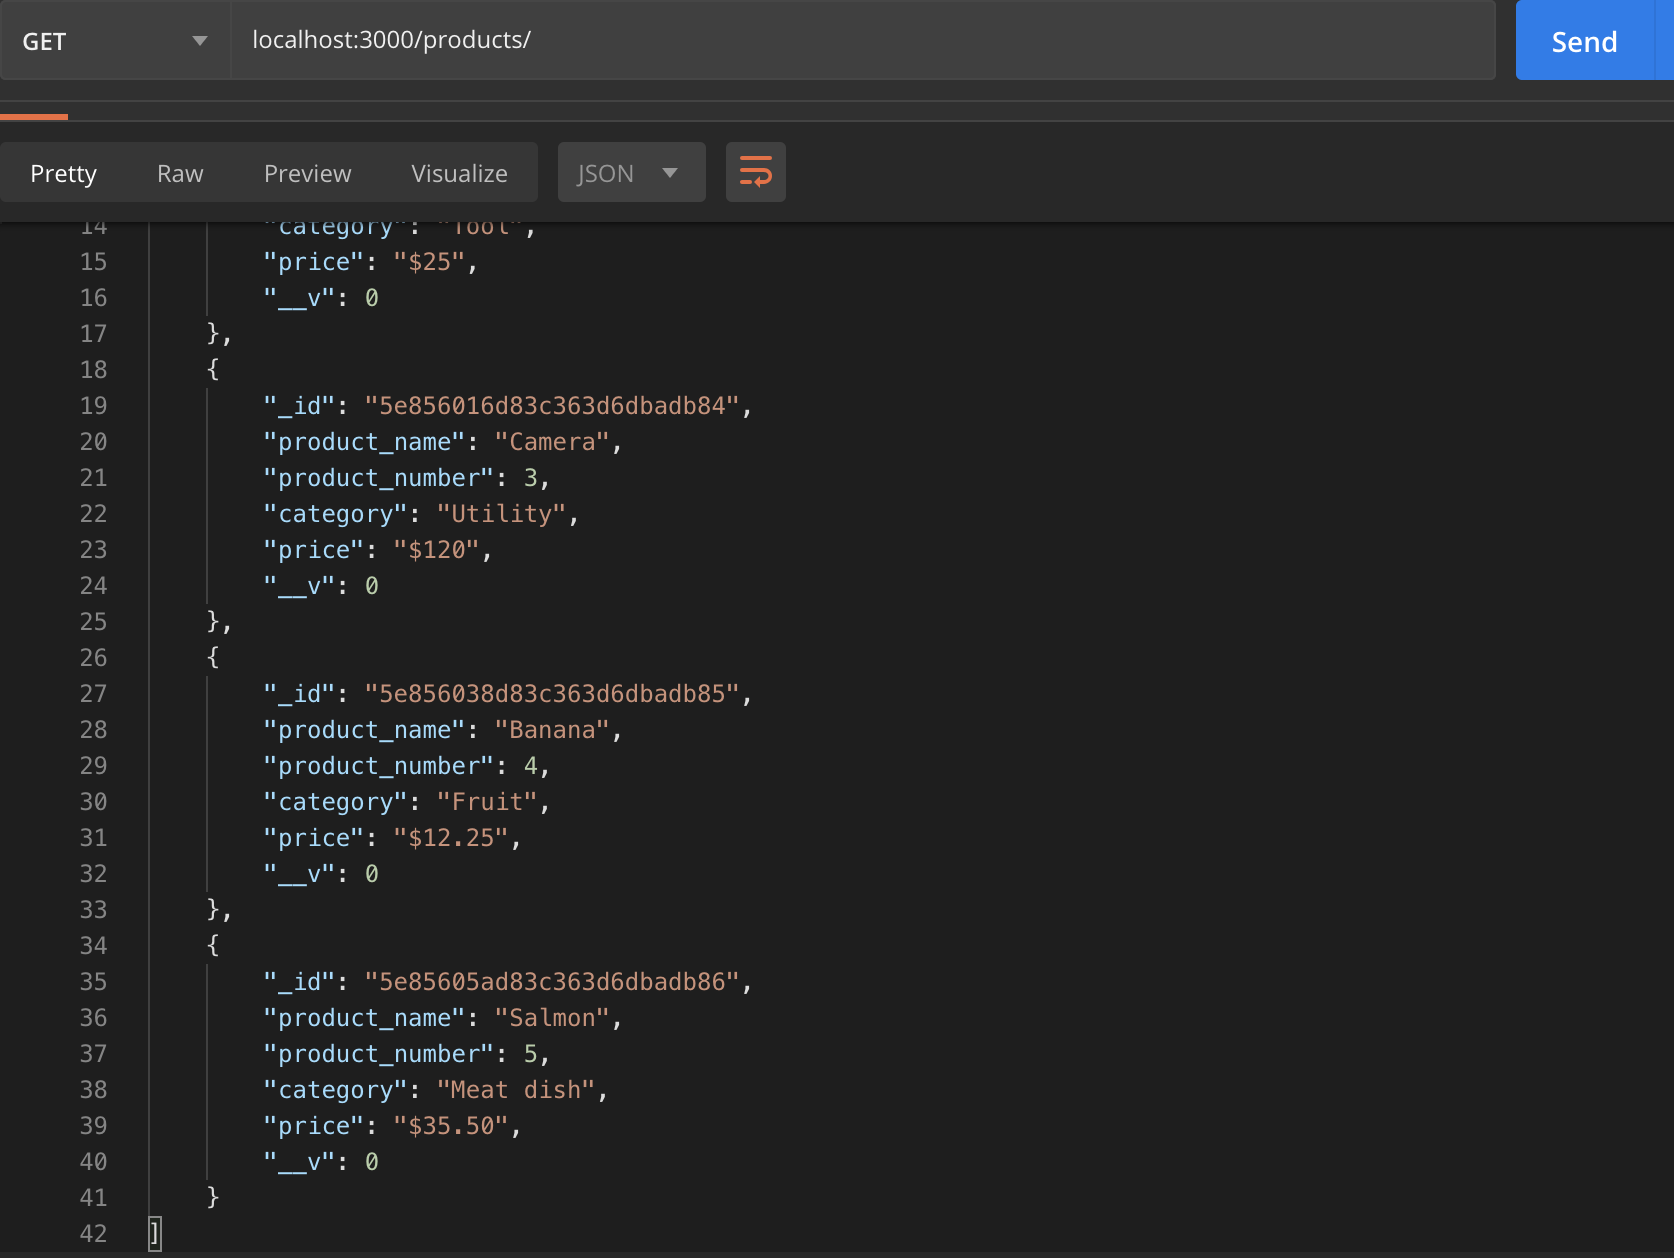 GET localhost:3000/products/ Send
Pretty Raw Preview Visualize JSON
14 "category": "Tool",
15 "price": "$25",
16 "__v": 0
17 },
18 {
19 "_id": "5e856016d83c363d6dbadb84",
20 "product_name": "Camera",
21 "product_number": 3,
22 "category": "Utility",
23 "price": "$120",
24 "__v": 0
25 },
26 {
27 "_id": "5e856038d83c363d6dbadb85",
28 "product_name": "Banana",
29 "product_number": 4,
30 "category": "Fruit",
31 "price": "$12.25",
32 "__v": 0
33 },
34 {
35 "_id": "5e85605ad83c363d6dbadb86",
36 "product_name": "Salmon",
37 "product_number": 5,
38 "category": "Meat dish",
39 "price": "$35.50",
40 "__v": 0
41 }
42 ]